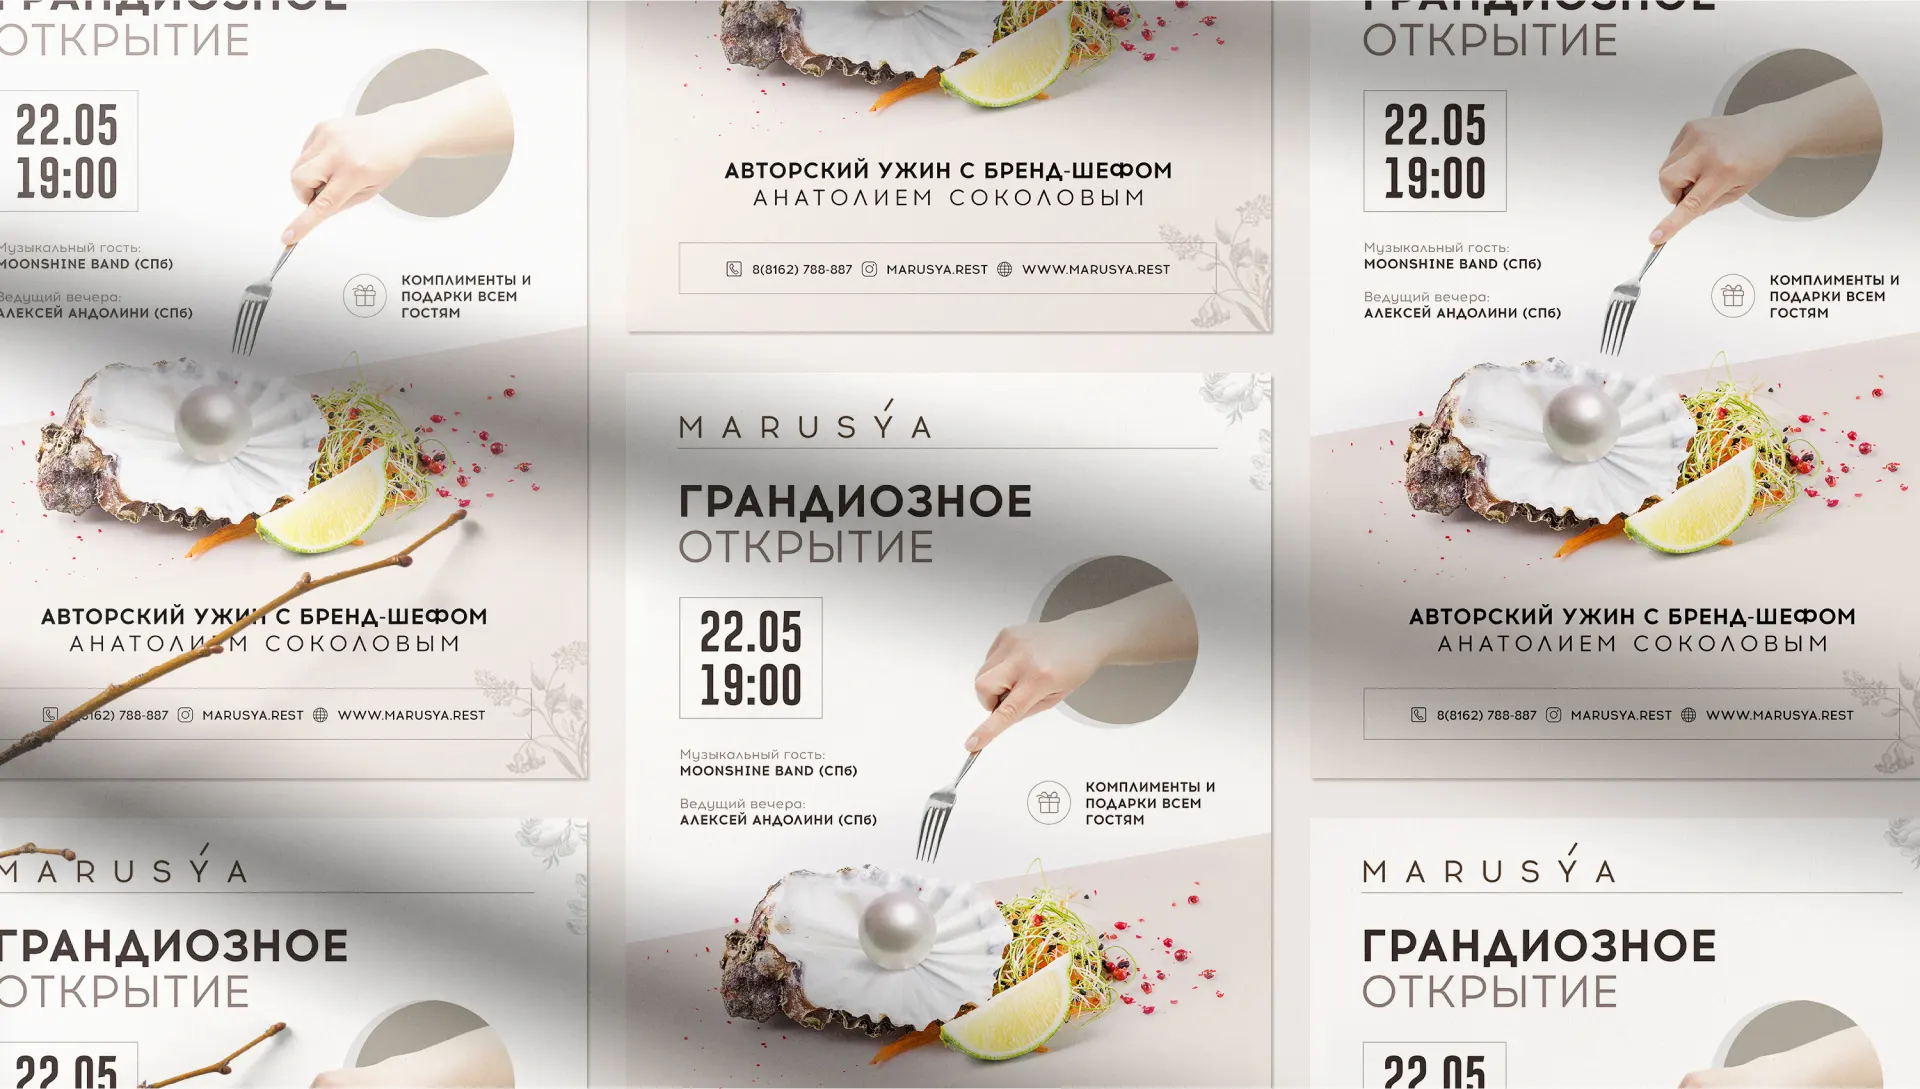 ГРАНДИОЗНОЕ
ОТКРЫТИЕ
22.05
19:00
Музыкальный гость:
MOONSHINE BAND (СПб)
Ведущий вечера:
АЛЕКСЕЙ АНДОЛИНИ (СПб)
КОМПЛИМЕНТЫ И
ПОДАРКИ ВСЕМ
ГОСТЯМ
АВТОРСКИЙ УЖИН С БРЕНД-ШЕФОМ
АНАТОЛИЕМ СОКОЛОВЫМ
8(8162) 788-887 MARUSYA.REST WWW.MARUSYA.REST
MARUSÝA
ГРАНДИОЗНОЕ
ОТКРЫТИЕ
22.05
АВТОРСКИЙ УЖИН С БРЕНД-ШЕФОМ
АНАТОЛИЕМ СОКОЛОВЫМ
8(8162) 788-887 MARUSYA.REST WWW.MARUSYA.REST
MARUSÝA
ГРАНДИОЗНОЕ
ОТКРЫТИЕ
22.05
19:00
Музыкальный гость:
MOONSHINE BAND (СПб)
Ведущий вечера:
АЛЕКСЕЙ АНДОЛИНИ (СПб)
КОМПЛИМЕНТЫ И
ПОДАРКИ ВСЕМ
ГОСТЯМ
ГРАНДИОЗНОЕ
ОТКРЫТИЕ
22.05
19:00
Музыкальный гость:
MOONSHINE BAND (СПб)
Ведущий вечера:
АЛЕКСЕЙ АНДОЛИНИ (СПб)
КОМПЛИМЕНТЫ И
ПОДАРКИ ВСЕМ
ГОСТЯМ
АВТОРСКИЙ УЖИН С БРЕНД-ШЕФОМ
АНАТОЛИЕМ СОКОЛОВЫМ
8(8162) 788-887 MARUSYA.REST WWW.MARUSYA.REST
MARUSÝA
ГРАНДИОЗНОЕ
ОТКРЫТИЕ
22.05